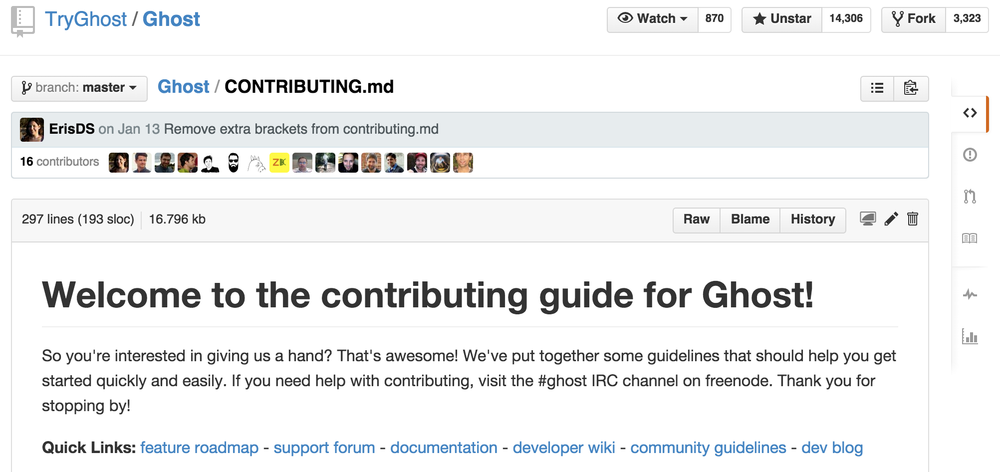 TryGhost / Ghost
Watch 870 Unstar 14,306 Fork 3,323
branch: master Ghost / CONTRIBUTING.md
ErisDS on Jan 13 Remove extra brackets from contributing.md
16 contributors
297 lines (193 sloc) 16.796 kb Raw Blame History
Welcome to the contributing guide for Ghost!
So you're interested in giving us a hand? That's awesome! We've put together some guidelines that should help you get
started quickly and easily. If you need help with contributing, visit the #ghost IRC channel on freenode. Thank you for
stopping by!
Quick Links: feature roadmap - support forum - documentation - developer wiki - community guidelines - dev blog